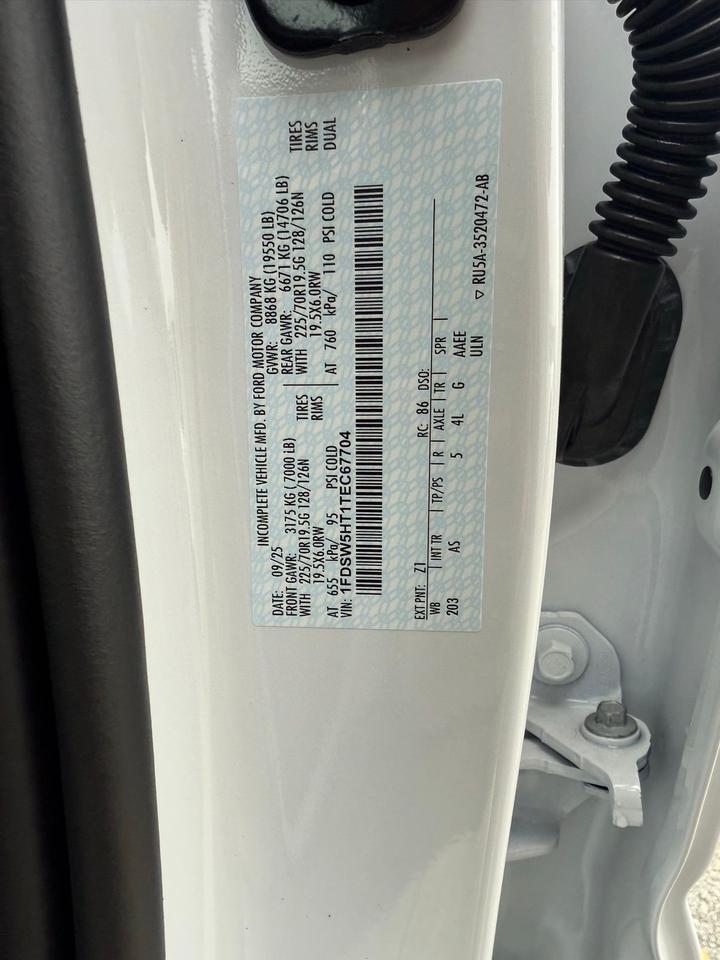 INCOMPLETE VEHICLE MFD. BY FORD MOTOR COMPANY
DATE: 09/25 GVWR: 8868 KG (19550 LB)
FRONT GAWR: 3175 KG ( 7000 LB) REAR GAWR: 6671 KG (14706 LB)
WITH 225/70R19.5G 128/126N TIRES WITH 225/70R19.5G 128/126N TIRES
19.5X6.0RW RIMS 19.5X6.0RW RIMS
AT 655 kPa/ 95 PSI COLD AT 760 kPa/ 110 PSI COLD DUAL
VIN: 1FDSW5HT1TEC67704
EXT PNT: Z1 RC: 86 DSO:
WB INT TR TP/PS R AXLE TR SPR
203 AS 5 4L G AAEE
ULN ▽ RU5A-3520472-AB